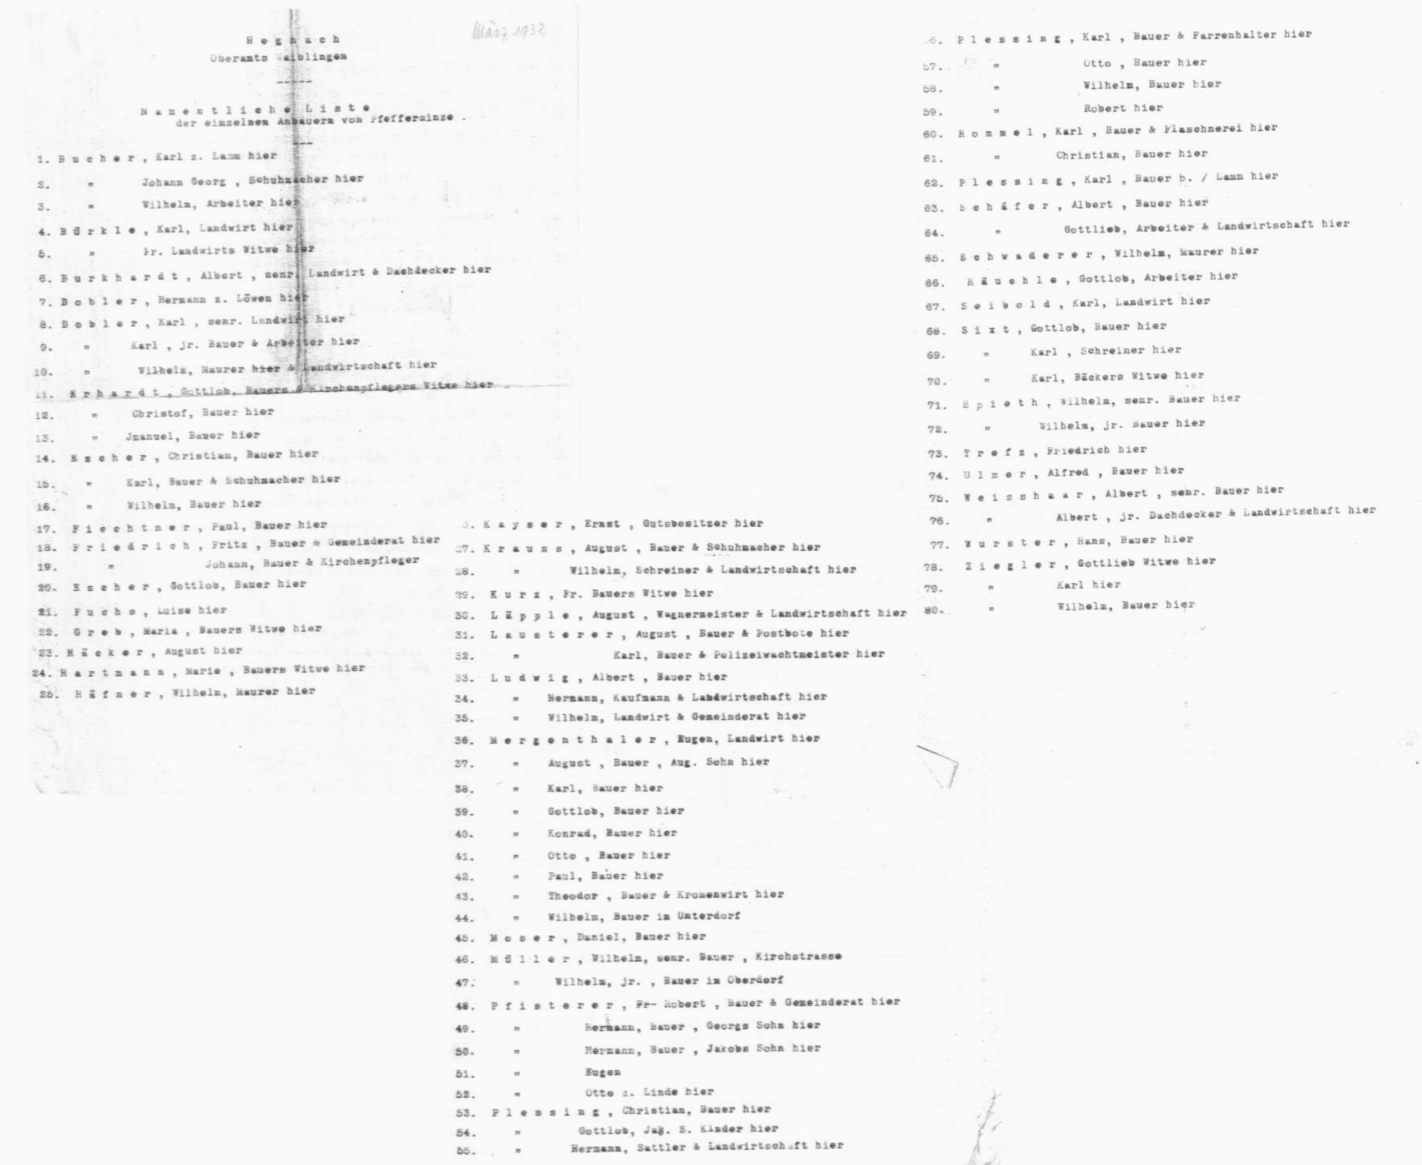 März 1932
H e g n a c h
Oberamts Waiblingen
N a m e n t l i c h e L i s t e
der einzelnen Anbauern von Pfefferminze .
1. B u c h e r , Karl z. Lamm hier
2. " Johann Georg , Schuhmacher hier
3. " Wilhelm, Arbeiter hier
4. B ü r k l e , Karl, Landwirt hier
5. " Fr. Landwirts Witwe hier
6. B u r k h a r d t , Albert , senr. Landwirt & Dachdecker hier
7. D o b l e r , Hermann z. Löwen hier
8. D o b l e r , Karl , senr. Landwirt hier
9. " Karl , jr. Bauer & Arbeiter hier
10. " Wilhelm, Maurer hier & Landwirtschaft hier
11. E r h a r d t , Gottlob, Bauers & Kirchenpflegers Witwe hier
12. " Christof, Bauer hier
13. " Jmanuel, Bauer hier
14. E s c h e r , Christian, Bauer hier
15. " Karl, Bauer & Schuhmacher hier
16. " Wilhelm, Bauer hier
17. F i e c h t n e r , Paul, Bauer hier
18. F r i e d r i c h , Fritz , Bauer & Gemeinderat hier
19. " Johann, Bauer & Kirchenpfleger
20. E s c h e r , Gottlob, Bauer hier
21. F u c h s , Luise hier
22. G r e b , Maria , Bauers Witwe hier
23. H ä c k e r , August hier
24. H a r t m a n n , Marie , Bauers Witwe hier
25. H ä f n e r , Wilhelm, Maurer hier
K a y s e r , Ernst , Gutsbesitzer hier
27. K r a u s s , August , Bauer & Schuhmacher hier
28. " Wilhelm, Schreiner & Landwirtschaft hier
29. K u r z , Fr. Bauers Witwe hier
30. L ä p p l e , August , Wagnermeister & Landwirtschaft hier
31. L a u s t e r e r , August , Bauer & Postbote hier
32. " Karl, Bauer & Polizeiwachtmeister hier
33. L u d w i g , Albert , Bauer hier
34. " Hermann, Kaufmann & Landwirtschaft hier
35. " Wilhelm, Landwirt & Gemeinderat hier
36. M e r g e n t h a l e r , Eugen, Landwirt hier
37. " August , Bauer , Aug. Sohn hier
38. " Karl, Bauer hier
39. " Gottlob, Bauer hier
40. " Konrad, Bauer hier
41. " Otto , Bauer hier
42. " Paul, Bauer hier
43. " Theodor , Bauer & Kronenwirt hier
44. " Wilhelm, Bauer im Unterdorf
45. M o s e r , Daniel, Bauer hier
46. M ü l l e r , Wilhelm, senr. Bauer , Kirchstrasse
47. " Wilhelm, jr. , Bauer im Oberdorf
48. P f i s t e r e r , Fr- Robert , Bauer & Gemeinderat hier
49. " Hermann, Bauer , Georgs Sohn hier
50. " Hermann, Bauer , Jakobs Sohn hier
51. " Eugen
52. " Otto z. Linde hier
53. P l e s s i n g , Christian, Bauer hier
54. " Gottlob, Jag. S. Kinder hier
55. " Hermann, Sattler & Landwirtschaft hier
56. P l e s s i n g , Karl , Bauer & Farrenhalter hier
57. " Otto , Bauer hier
58. " Wilhelm, Bauer hier
59. " Robert hier
60. R o m m e l , Karl , Bauer & Flaschnerei hier
61. " Christian, Bauer hier
62. P l e s s i n g , Karl , Bauer b. / Lamm hier
63. S c h ä f e r , Albert , Bauer hier
64. " Gottlieb, Arbeiter & Landwirtschaft hier
65. S c h w a d e r e r , Wilhelm, Maurer hier
66. R ä u c h l e , Gottlob, Arbeiter hier
67. S e i b o l d , Karl, Landwirt hier
68. S i x t , Gottlob, Bauer hier
69. " Karl , Schreiner hier
70. " Karl, Bäckers Witwe hier
71. S p i e t h , Wilhelm, senr. Bauer hier
72. " Wilhelm, jr. Bauer hier
73. T r e f z , Friedrich hier
74. U l m e r , Alfred , Bauer hier
75. W e i s s h a a r , Albert , senr. Bauer hier
76. " Albert , jr. Dachdecker & Landwirtschaft hier
77. W u r s t e r , Hans, Bauer hier
78. Z i e g l e r , Gottlieb Witwe hier
79. " Karl hier
80. " Wilhelm, Bauer hier